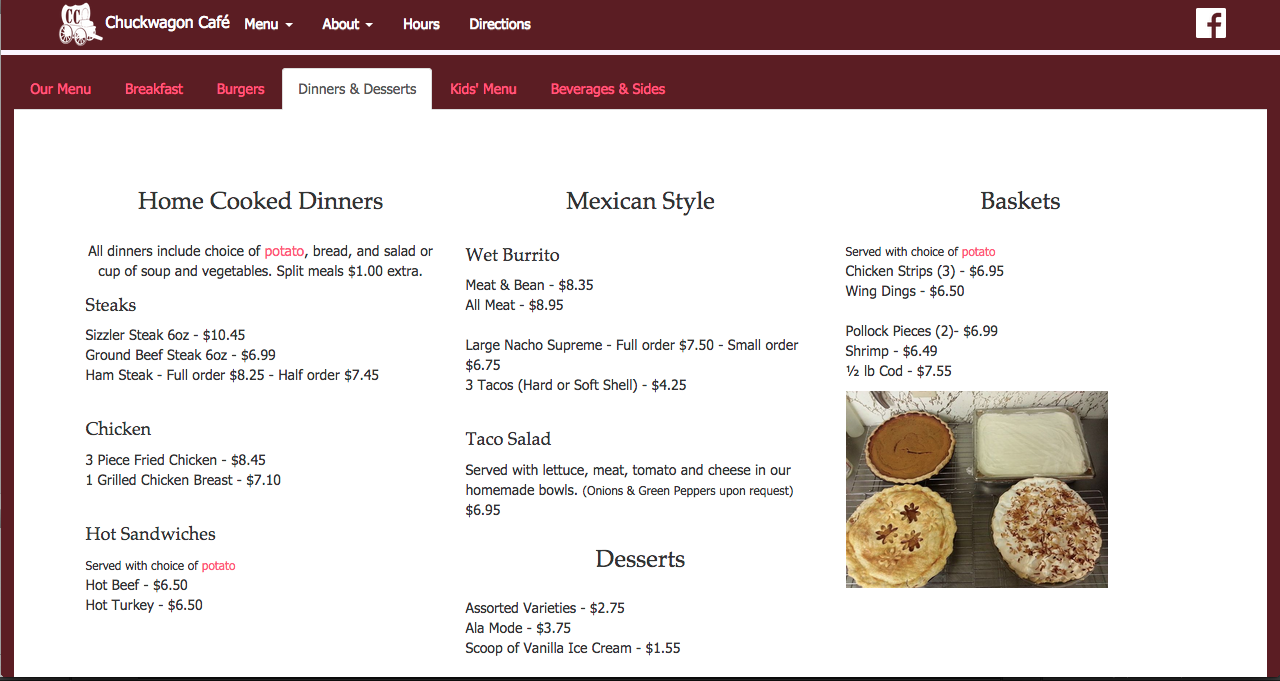 CC
Chuckwagon Café Menu About Hours Directions
Our Menu Breakfast Burgers Dinners & Desserts Kids' Menu Beverages & Sides
Home Cooked Dinners
All dinners include choice of potato, bread, and salad or
cup of soup and vegetables. Split meals $1.00 extra.
Steaks
Sizzler Steak 6oz - $10.45
Ground Beef Steak 6oz - $6.99
Ham Steak - Full order $8.25 - Half order $7.45
Chicken
3 Piece Fried Chicken - $8.45
1 Grilled Chicken Breast - $7.10
Hot Sandwiches
Served with choice of potato
Hot Beef - $6.50
Hot Turkey - $6.50
Mexican Style
Wet Burrito
Meat & Bean - $8.35
All Meat - $8.95
Large Nacho Supreme - Full order $7.50 - Small order
$6.75
3 Tacos (Hard or Soft Shell) - $4.25
Taco Salad
Served with lettuce, meat, tomato and cheese in our
homemade bowls. (Onions & Green Peppers upon request)
$6.95
Desserts
Assorted Varieties - $2.75
Ala Mode - $3.75
Scoop of Vanilla Ice Cream - $1.55
Baskets
Served with choice of potato
Chicken Strips (3) - $6.95
Wing Dings - $6.50
Pollock Pieces (2)- $6.99
Shrimp - $6.49
½ lb Cod - $7.55